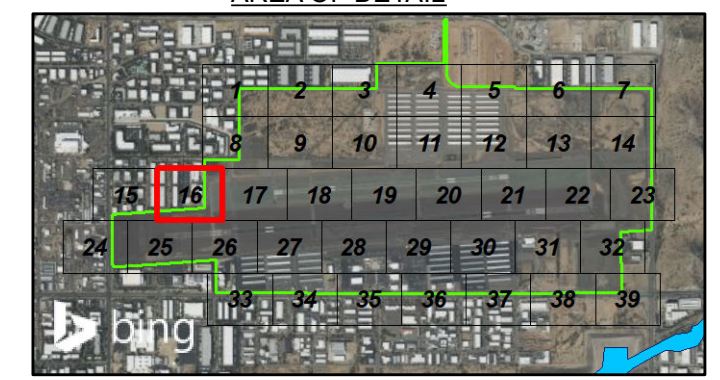 AREA OF DETAIL
1 2 3 4 5 6 7
8 9 10 11 12 13 14
15 16 17 18 19 20 21 22 23
24 25 26 27 28 29 30 31 32
33 34 35 36 37 38 39
bing